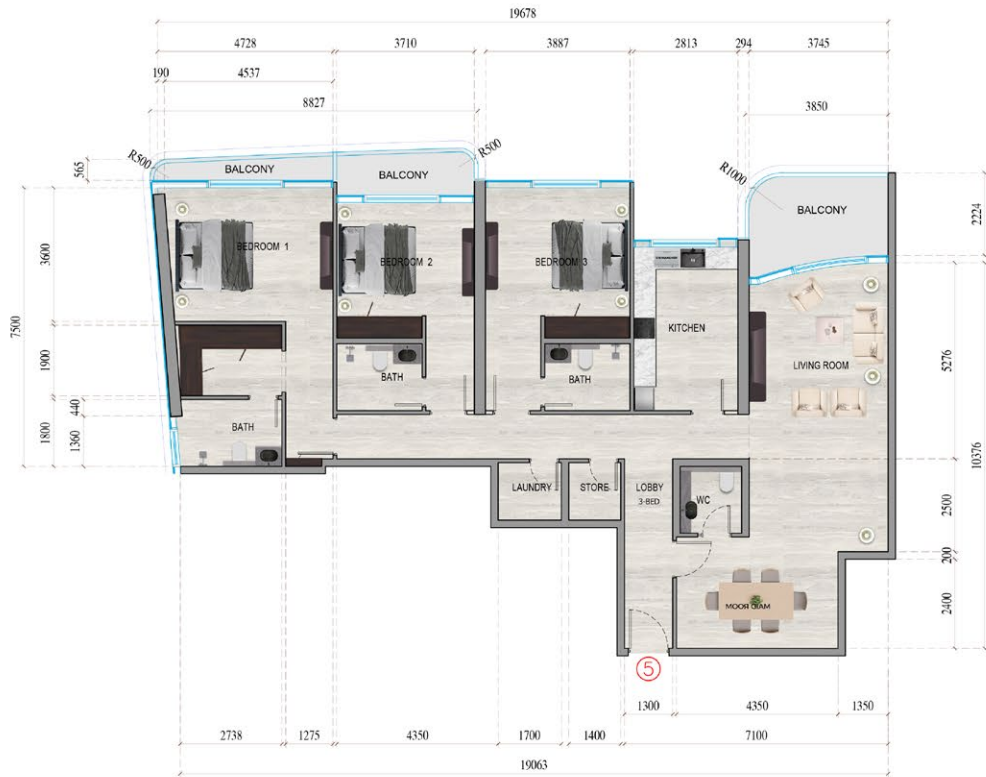 19678
4728
3710
3887
2813
294
3745
190
4537
8827
3850
565
R500
BALCONY
BALCONY
R500
R1000
BALCONY
2224
7500
3600
1900
440
1800
1360
BEDROOM 1
BEDROOM 2
BEDROOM 3
KITCHEN
LIVING ROOM
5276
10376
BATH
BATH
BATH
LAUNDRY
STORE
LOBBY
3-BED
WC
2500
200
2400
MAID ROOM
5
1300
4350
1350
2738
1275
4350
1700
1400
7100
19063